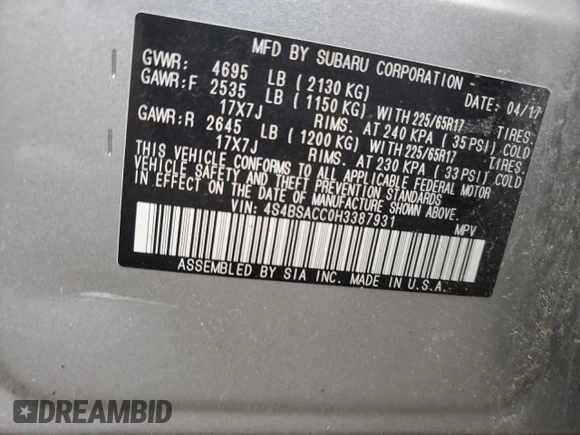 MFD BY SUBARU CORPORATION
GVWR: 4695 LB (2130 KG) DATE: 04/17
GAWR:F 2535 LB (1150 KG) WITH 225/65R17 TIRES.
17X7J RIMS. AT 240 KPA (35 PSI) COLD
GAWR:R 2645 LB (1200 KG) WITH 225/65R17 TIRES.
17X7J RIMS. AT 230 KPA (33 PSI) COLD
THIS VEHICLE CONFORMS TO ALL APPLICABLE FEDERAL MOTOR
VEHICLE SAFETY AND THEFT PREVENTION STANDARDS
IN EFFECT ON THE DATE OF MANUFACTURE SHOWN ABOVE.
VIN: 4S4BSACC0H3387931 MPV
ASSEMBLED BY SIA INC. MADE IN U.S.A.
DREAMBID